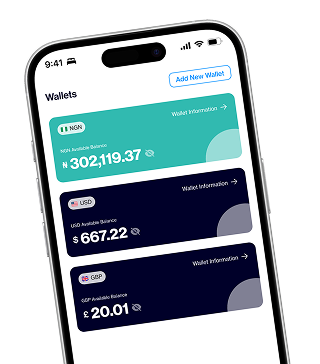 9:41
Add New Wallet
Wallets
NGN
Wallet Information →
NGN Available Balance
₦ 302,119.37
USD
Wallet Information →
USD Available Balance
$ 667.22
GBP
Wallet Information →
GBP Available Balance
£ 20.01